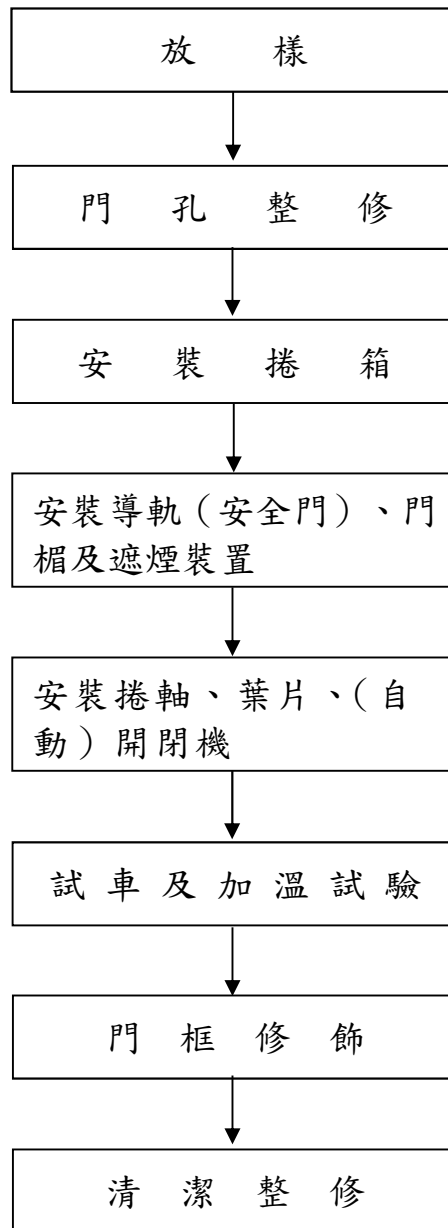 放樣
門孔整修
安裝捲箱
安裝導軌(安全門)、門
楣及遮煙裝置
安裝捲軸、葉片、(自
動)開閉機
試車及加溫試驗
門框修飾
清潔整修